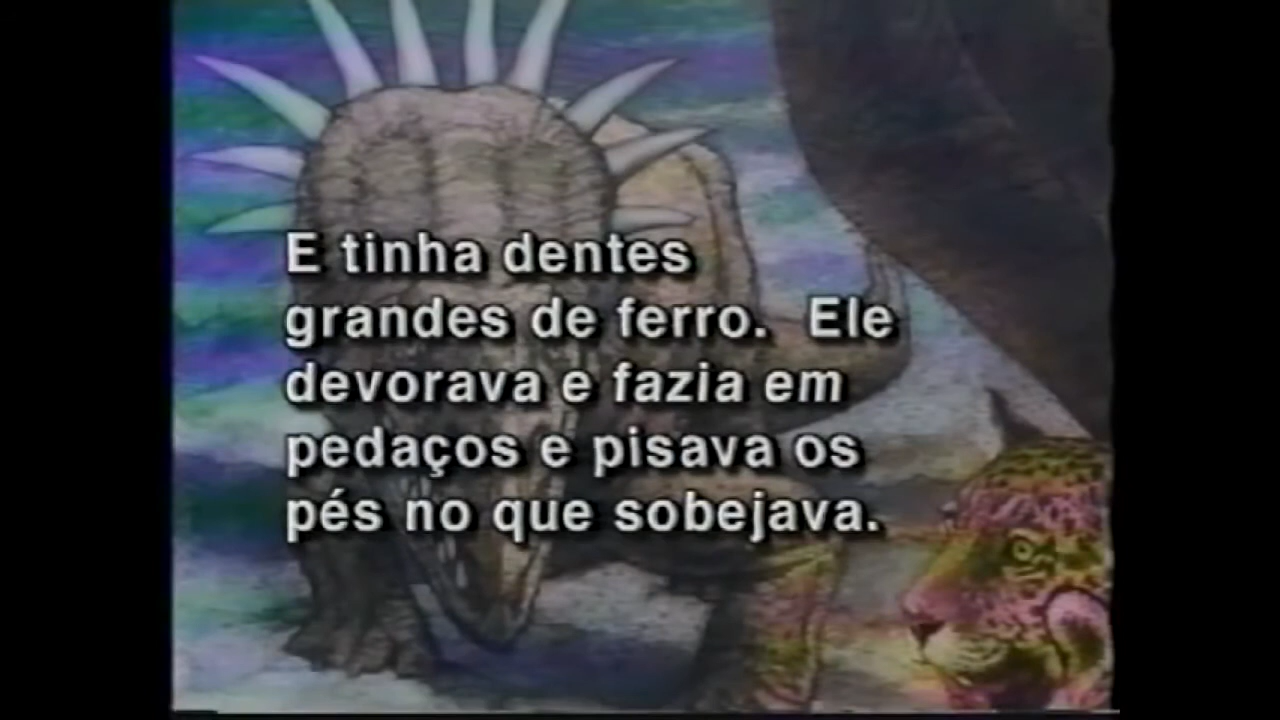 E tinha dentes
grandes de ferro. Ele
devorava e fazia em
pedaços e pisava os
pés no que sobejava.